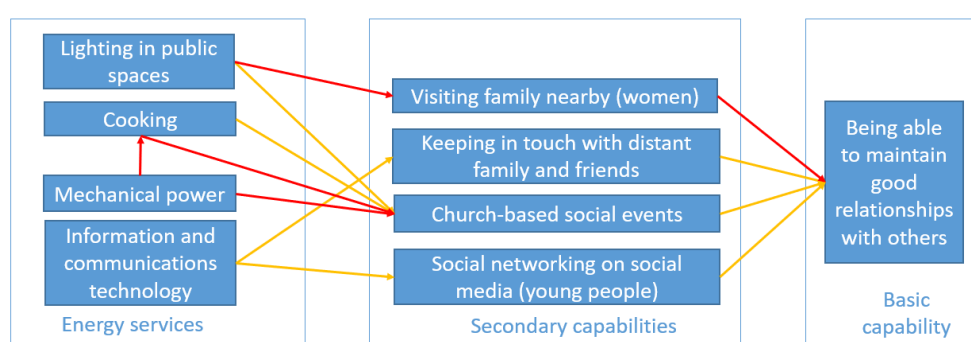 Lighting in public
spaces
Cooking
Mechanical power
Information and
communications
technology
Energy services
Visiting family nearby (women)
Keeping in touch with distant
family and friends
Church-based social events
Social networking on social
media (young people)
Secondary capabilities
Being able
to maintain
good
relationships
with others
Basic
capability